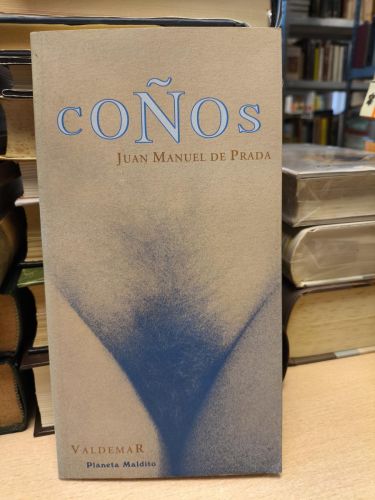 COÑOS
JUAN MANUEL DE PRADA
VALDEMAR
Planeta Maldito